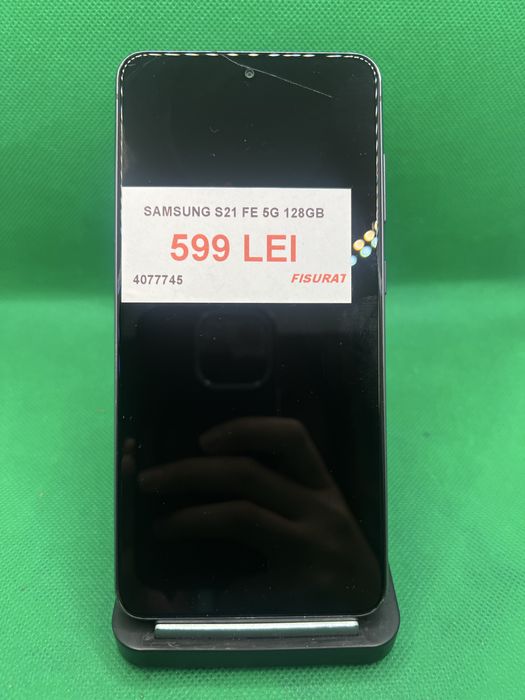 SAMSUNG S21 FE 5G 128GB
599 LEI
4077745 FISURAT